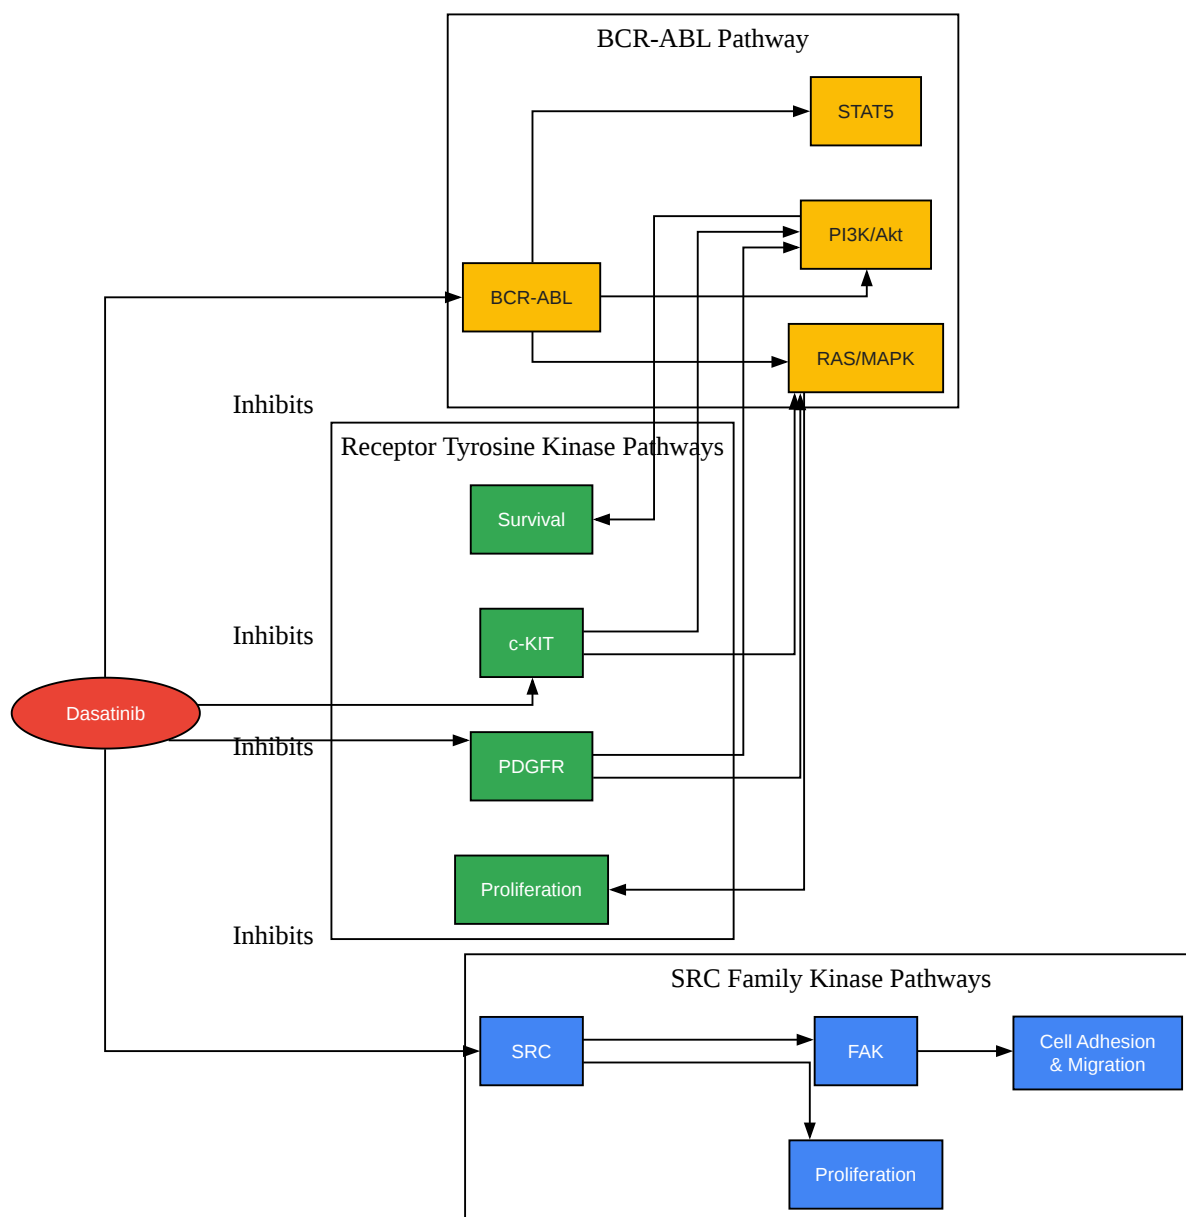 BCR-ABL Pathway
STAT5
PI3K/Akt
BCR-ABL
RAS/MAPK
Inhibits
Receptor Tyrosine Kinase Pathways
Survival
Inhibits
c-KIT
Dasatinib
Inhibits
PDGFR
Proliferation
Inhibits
SRC Family Kinase Pathways
SRC
FAK
Cell Adhesion
& Migration
Proliferation